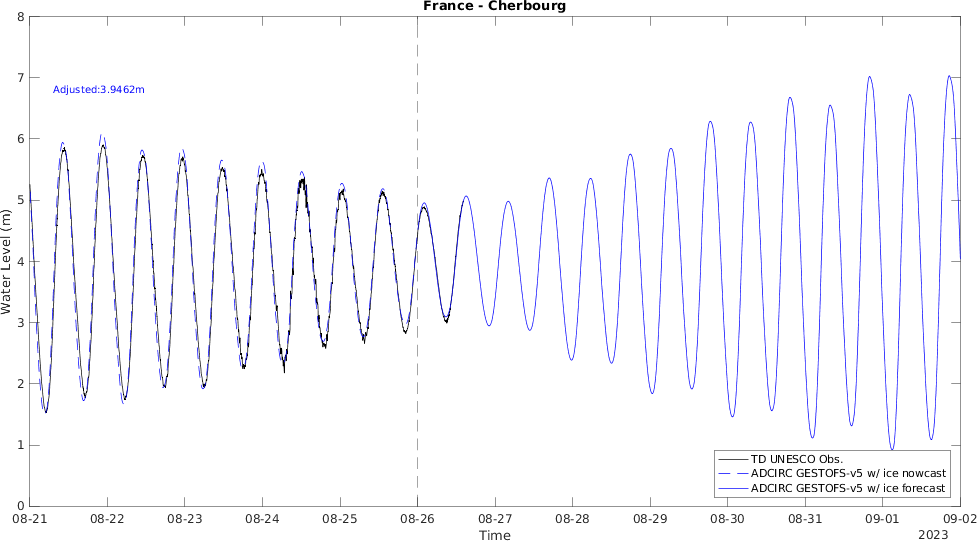 France - Cherbourg
8
7
6
5
4
3
2
1
0
Water Level (m)
Adjusted:3.9462m
TD UNESCO Obs.
ADCIRC GESTOFS-v5 w/ ice nowcast
ADCIRC GESTOFS-v5 w/ ice forecast
08-21 08-22 08-23 08-24 08-25 08-26 08-27 08-28 08-29 08-30 08-31 09-01 09-02
Time
2023